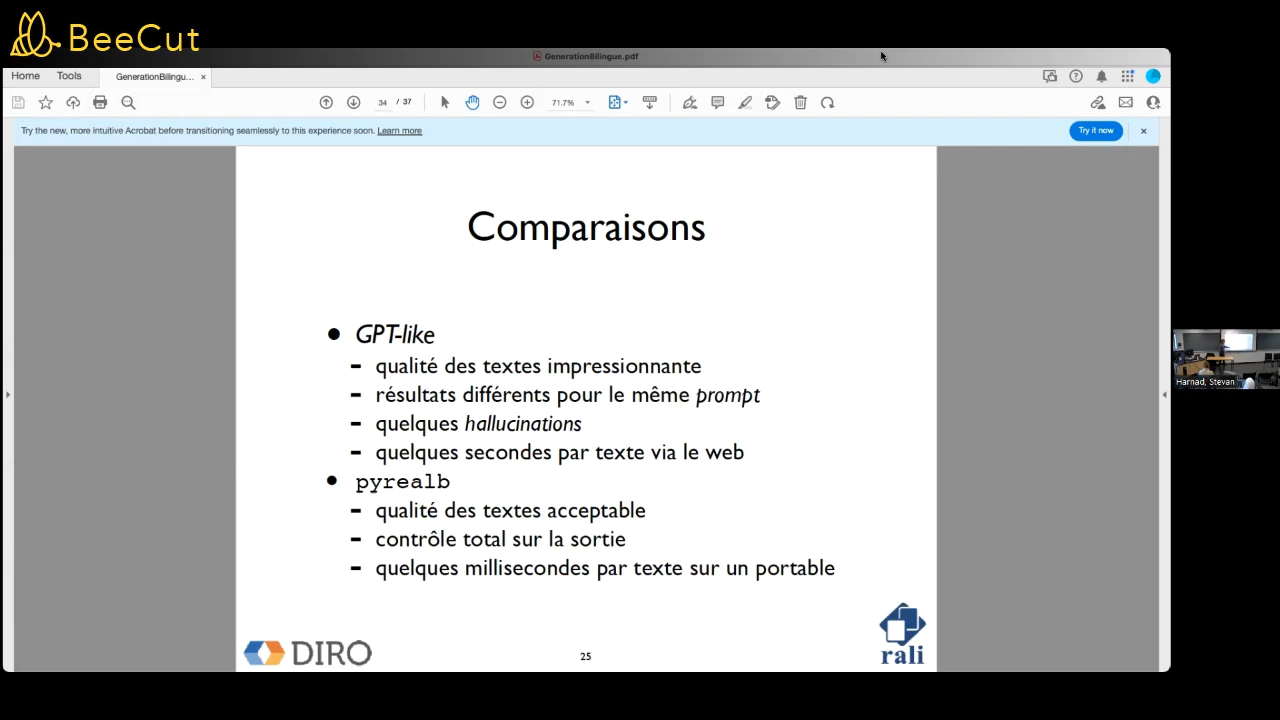 BeeCut
GenerationBilingue.pdf
Home Tools GenerationBilingu... ×
34 / 37 71.7%
Try the new, more intuitive Acrobat before transitioning seamlessly to this experience soon. Learn more Try it now ×
Comparaisons
• GPT-like
- qualité des textes impressionnante
- résultats différents pour le même prompt
- quelques hallucinations
- quelques secondes par texte via le web
• pyrealb
- qualité des textes acceptable
- contrôle total sur la sortie
- quelques millisecondes par texte sur un portable
DIRO
25
rali
Harnad, Stevan